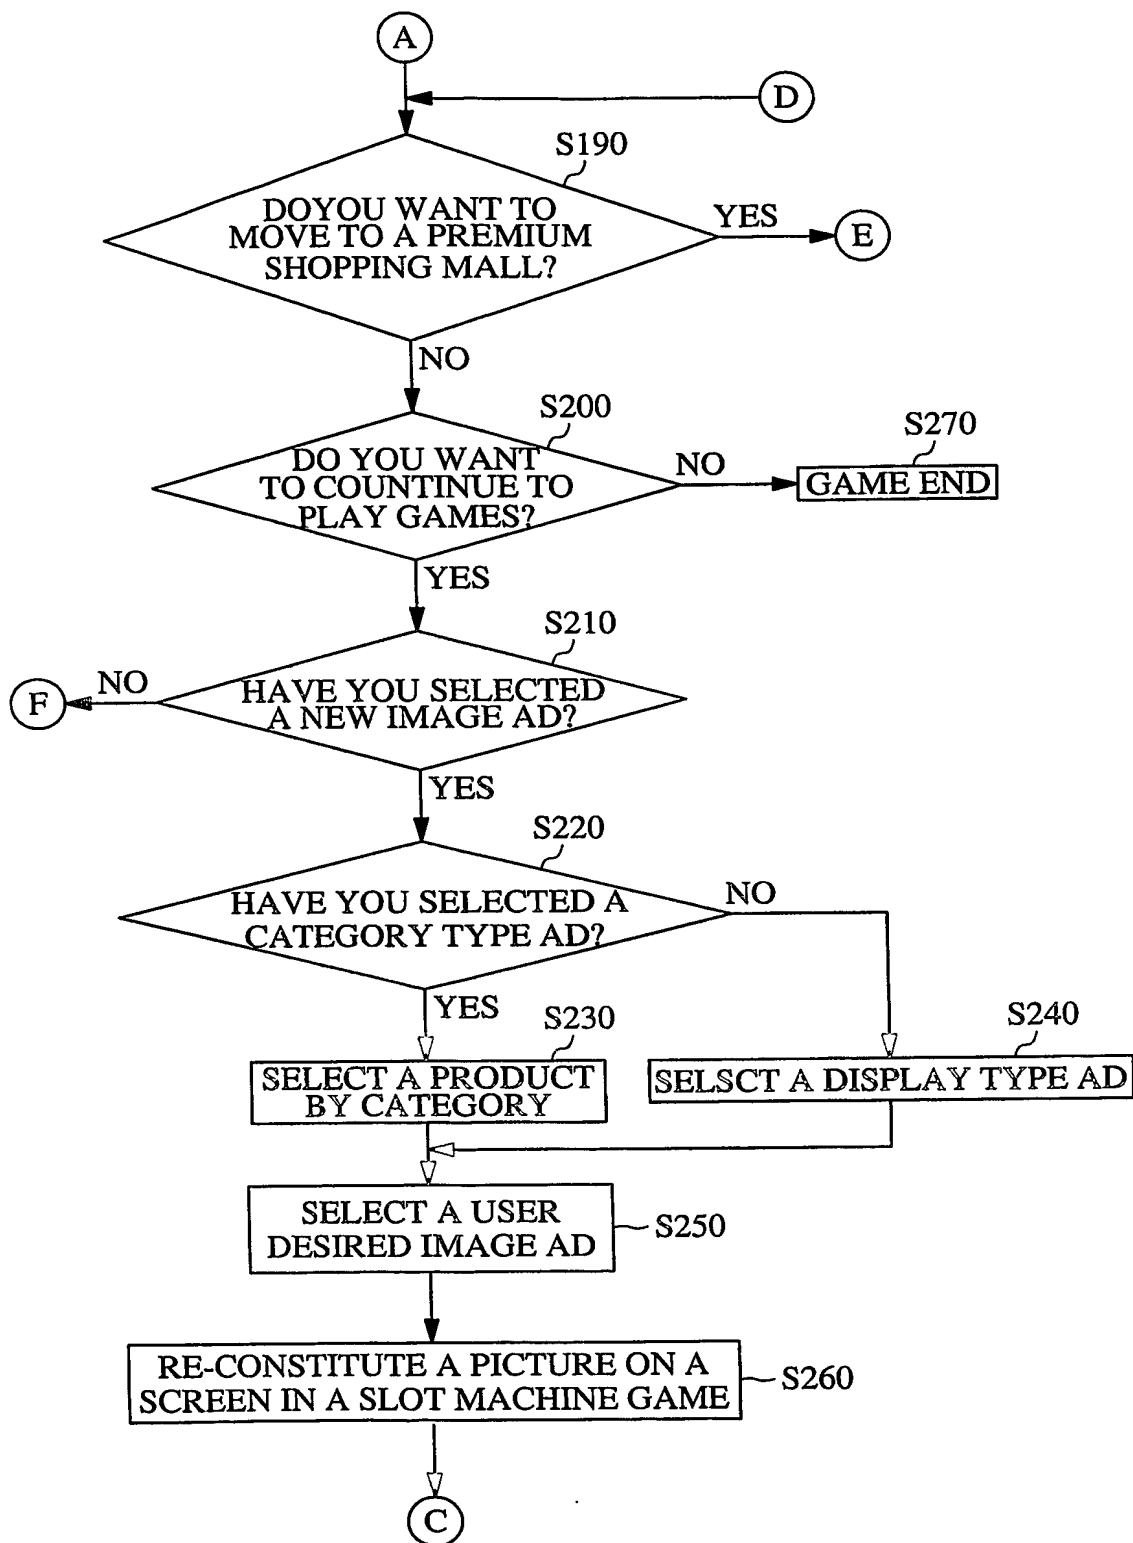 A
D
S190
DOYOU WANT TO
MOVE TO A PREMIUM
SHOPPING MALL?
YES
E
NO
S200
DO YOU WANT
TO COUNTINUE TO
PLAY GAMES?
NO
S270
GAME END
YES
S210
HAVE YOU SELECTED
A NEW IMAGE AD?
NO
F
YES
S220
HAVE YOU SELECTED A
CATEGORY TYPE AD?
NO
YES
S230
SELECT A PRODUCT
BY CATEGORY
S240
SELSCT A DISPLAY TYPE AD
SELECT A USER
DESIRED IMAGE AD
S250
RE-CONSTITUTE A PICTURE ON A
SCREEN IN A SLOT MACHINE GAME
S260
C